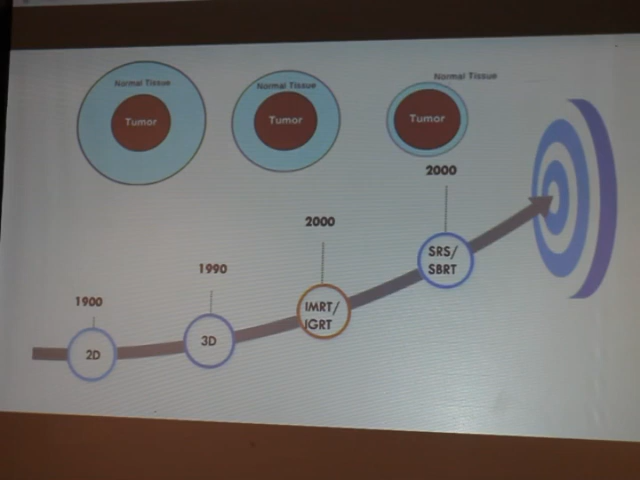 Normal Tissue
Tumor
Normal Tissue
Tumor
Normal Tissue
Tumor
1900
2D
1990
3D
2000
IMRT/
IGRT
2000
SRS/
SBRT